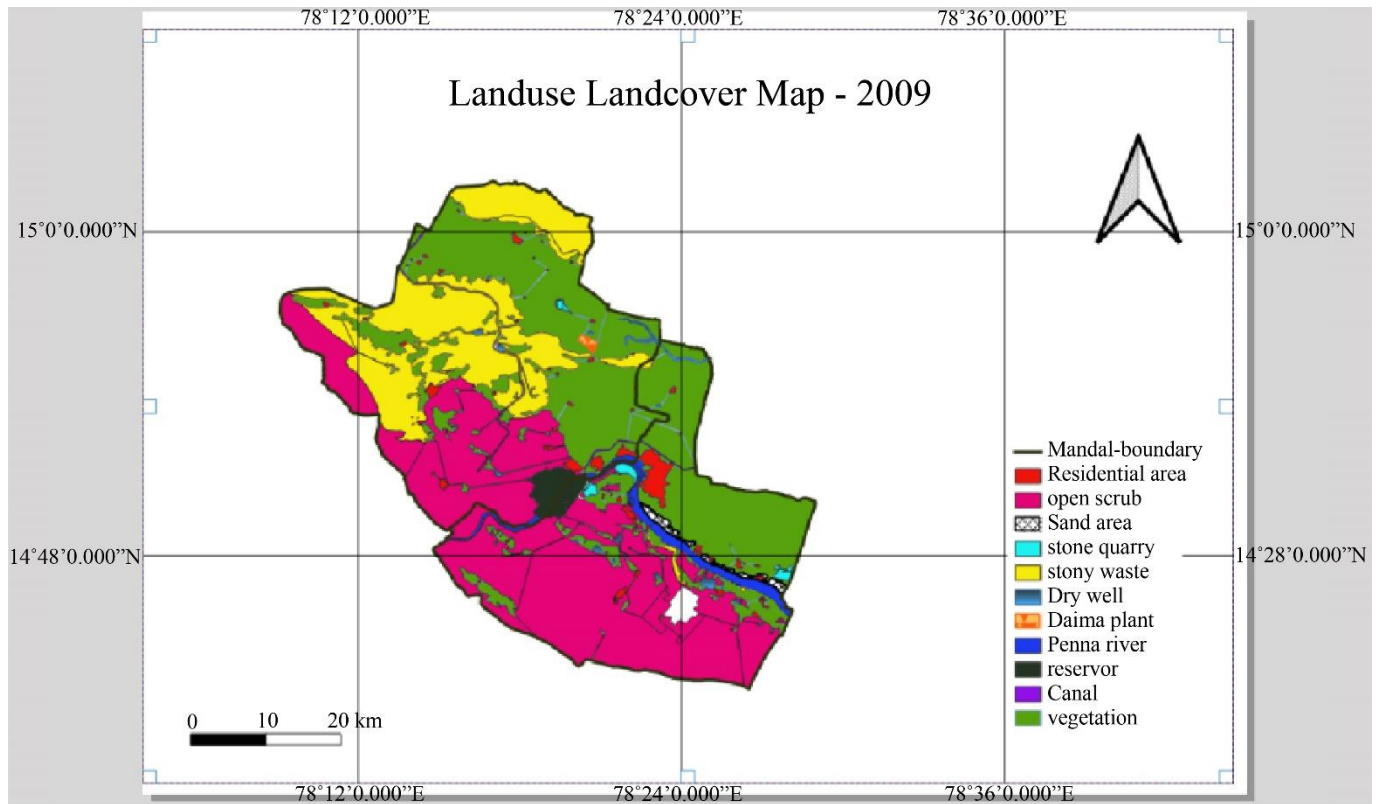 78°12’0.000”N
78°24’0.000”N
78°36’0.000”N
Landuse Landcover Map - 2009
15°0’0.000”N
15°0’0.000”N
Mandal-boundary
Residential area
open scrub
Sand area
stone quarry
stony waste
Dry well
Daima plant
Penna river
reservor
Canal
vegetation
14°48’0.000”N
14°28’0.000”N
0 10 20 km
78°12’0.000”N
78°24’0.000”N
78°36’0.000”N